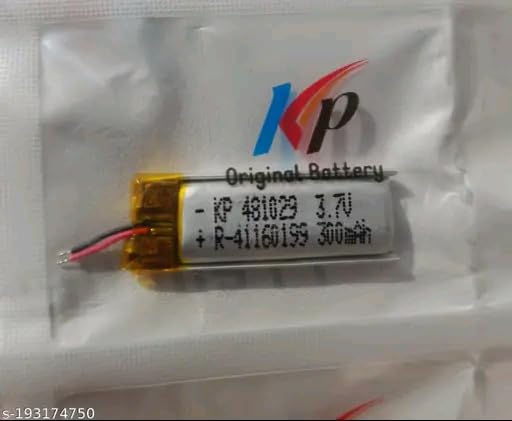 Kp
Original Battery
- KP 481029 3.7V
+ R-41160199 300mAh
s-193174750